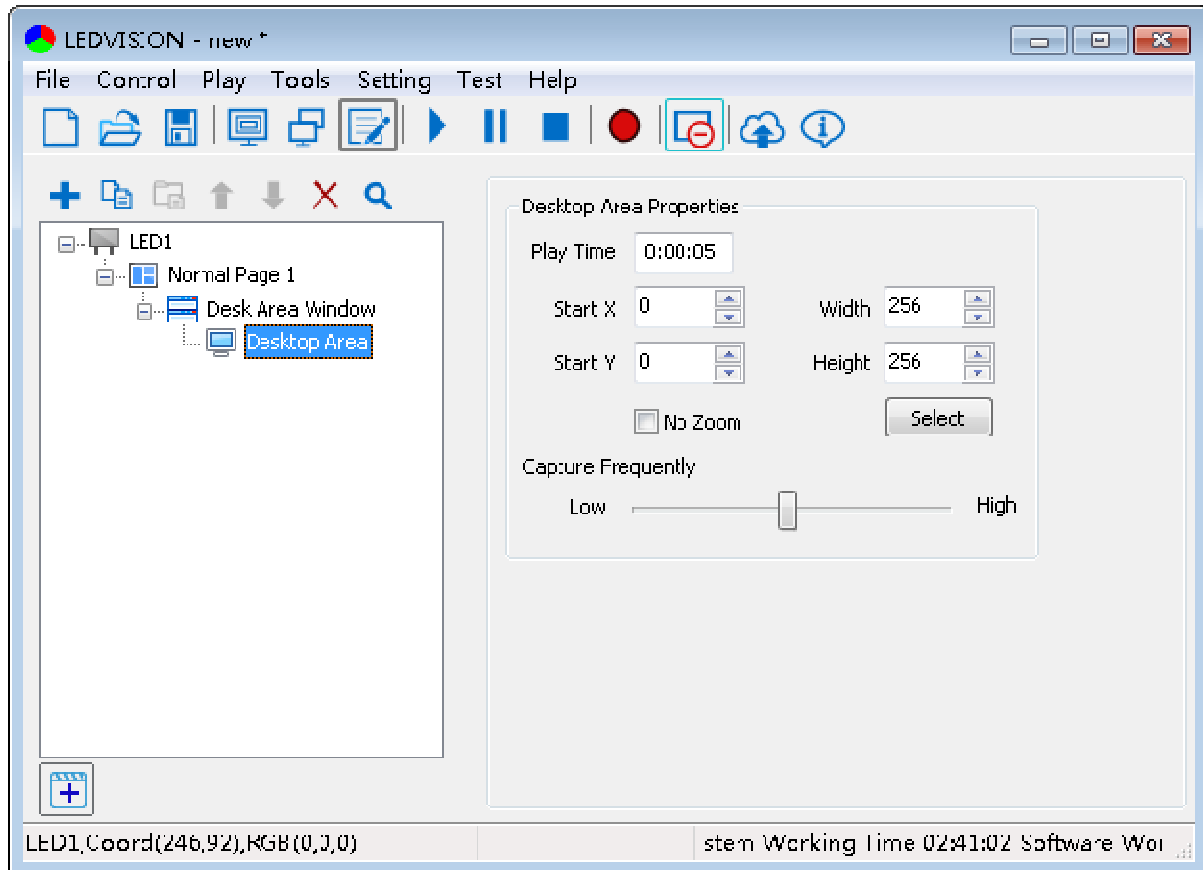 LEDVISION - new *
File Control Play Tools Setting Test Help
LED1
Normal Page 1
Desk Area Window
Desktop Area
Desktop Area Properties
Play Time 0:00:05
Start X 0 Width 256
Start Y 0 Height 256
No Zoom Select
Capture Frequently
Low High
LED1,Coord(246,92),RGB(0,0,0) stem Working Time 02:41:02 Software Wor